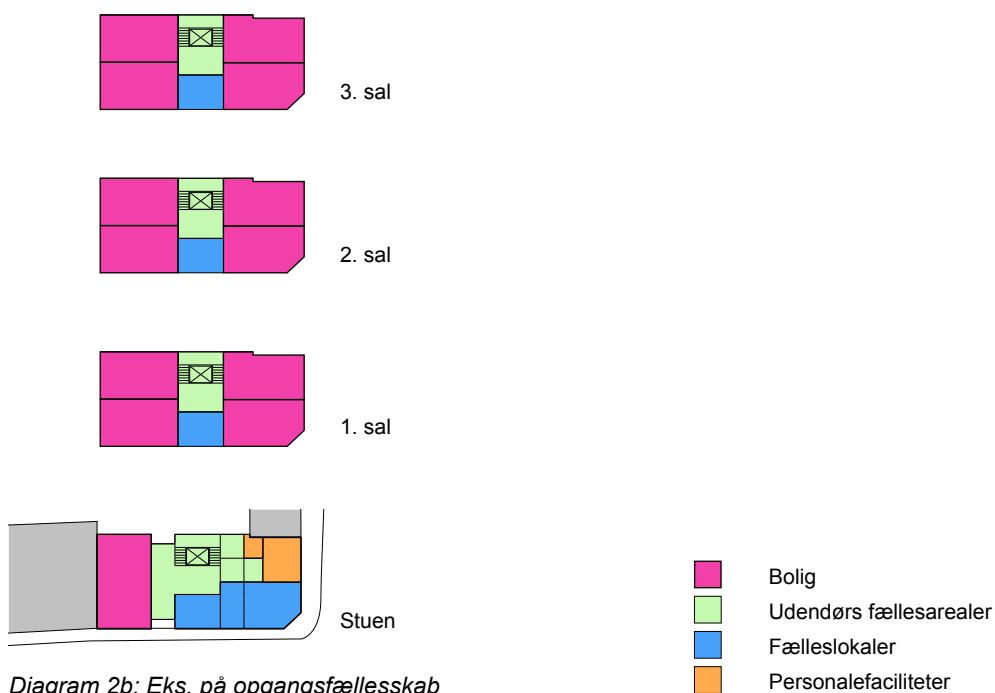 3. sal
2. sal
1. sal
Stuen
Bolig
Udendørs fællesarealer
Fælleslokaler
Personalefaciliteter
Diagram 2b: Eks. på opgangsfællesskab